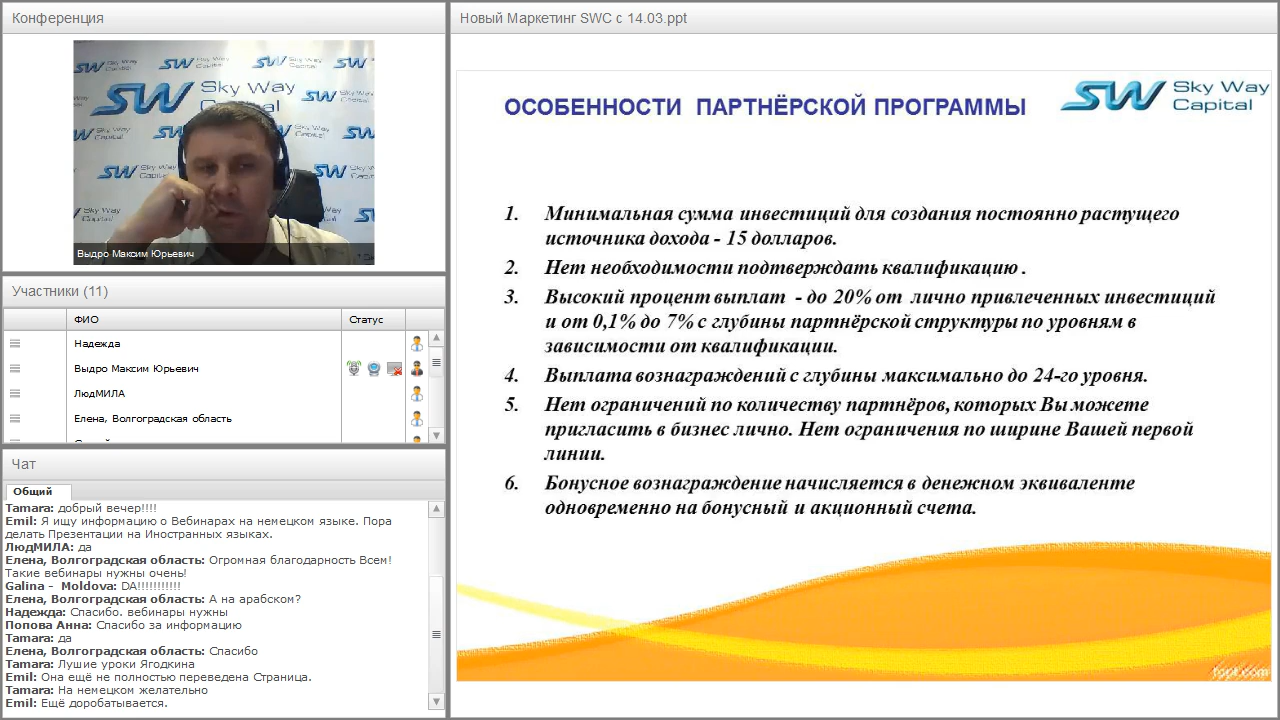 Конференция
SW Sky Way Capital
Выдро Максим Юрьевич
Участники (11)
ФИО
Статус
Надежда
Выдро Максим Юрьевич
ЛюдМИЛА
Елена, Волгоградская область
Чат
Общий
Tamara: добрый вечер!!!!
Emil: Я ищу информацию о Вебинарах на немецком языке. Пора
делать Презентации на Иностранных языках.
ЛюдМИЛА: да
Елена, Волгоградская область: Огромная благодарность Всем!
Такие вебинары нужны очень!
Galina - Moldova: DA!!!!!!!!!!!
Елена, Волгоградская область: А на арабском?
Надежда: Спасибо. вебинары нужны
Попова Анна: Спасибо за информацию
Tamara: да
Елена, Волгоградская область: Спасибо
Tamara: Лушие уроки Ягодкина
Emil: Она ещё не полностью переведена Страница.
Tamara: На немецком желательно
Emil: Ещё доробатывается.
Новый Маркетинг SWC с 14.03.ppt
ОСОБЕННОСТИ ПАРТНЁРСКОЙ ПРОГРАММЫ
SW Sky Way
Capital
1. Минимальная сумма инвестиций для создания постоянно растущего
источника дохода - 15 долларов.
2. Нет необходимости подтверждать квалификацию .
3. Высокий процент выплат - до 20% от лично привлеченных инвестиций
и от 0,1% до 7% с глубины партнёрской структуры по уровням в
зависимости от квалификации.
4. Выплата вознаграждений с глубины максимально до 24-го уровня.
5. Нет ограничений по количеству партнёров, которых Вы можете
пригласить в бизнес лично. Нет ограничения по ширине Вашей первой
линии.
6. Бонусное вознаграждение начисляется в денежном эквиваленте
одновременно на бонусный и акционный счета.
fppt.com